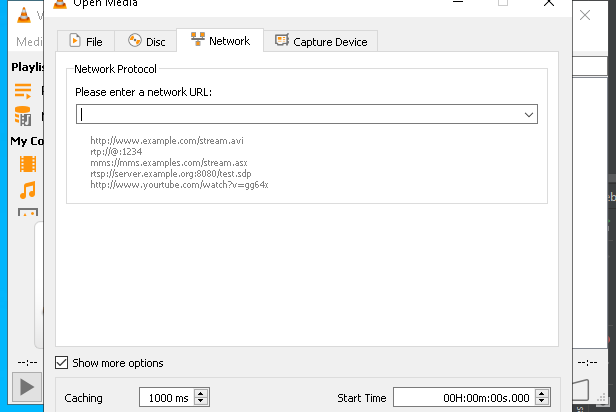 Open Media
V
Medi
File
Disc
Network
Capture Device
Playlis
Network Protocol
Please enter a network URL:
My Co
http://www.example.com/stream.avi
rtp://@:1234
mms://mms.examples.com/stream.asx
rtsp://server.example.org:8080/test.sdp
http://www.yourtube.com/watch?v=gg64x
--:--
Show more options
--:--
Caching
1000 ms
Start Time
00H:00m:00s.000